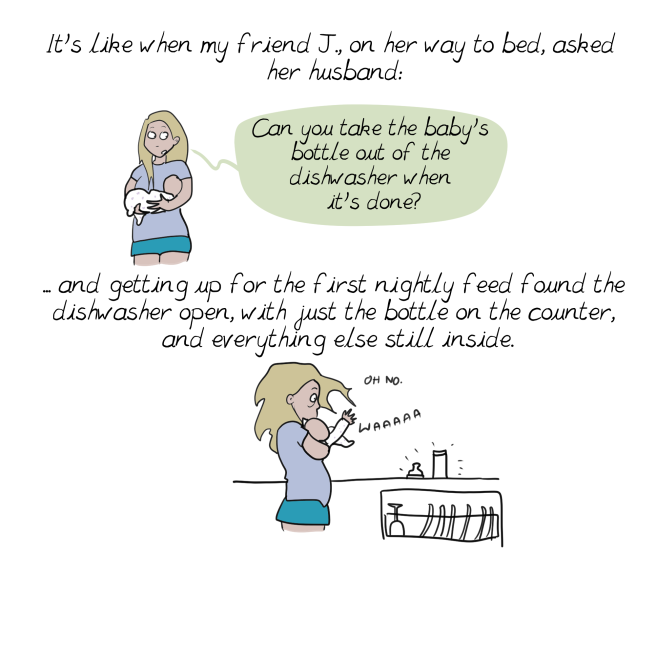 It's like when my friend J., on her way to bed, asked
her husband:
Can you take the baby's
bottle out of the
dishwasher when
it's done?
... and getting up for the first nightly feed found the
dishwasher open, with just the bottle on the counter,
and everything else still inside.
OH NO.
WAAAAA